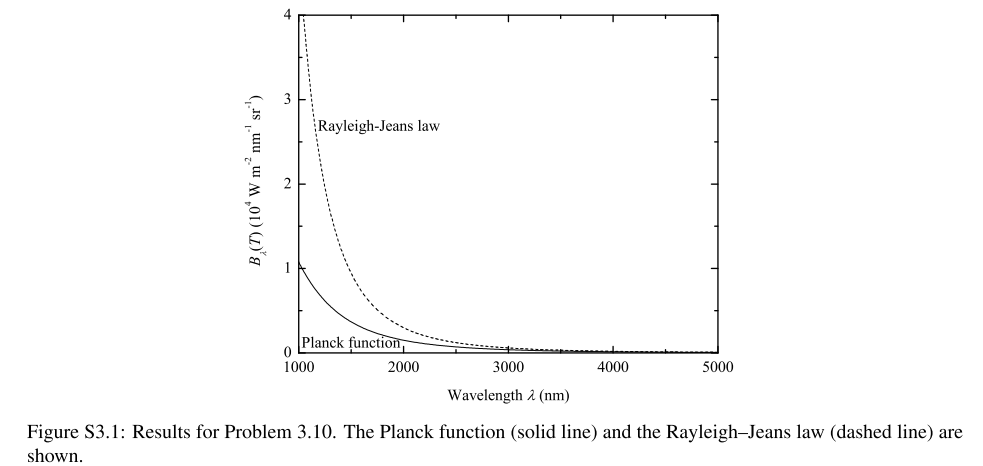 4
3
2
1
0
B_λ(T) (10⁴ W m⁻² nm⁻¹ sr⁻¹)
Rayleigh-Jeans law
Planck function
1000 2000 3000 4000 5000
Wavelength λ (nm)
Figure S3.1: Results for Problem 3.10. The Planck function (solid line) and the Rayleigh–Jeans law (dashed line) are
shown.